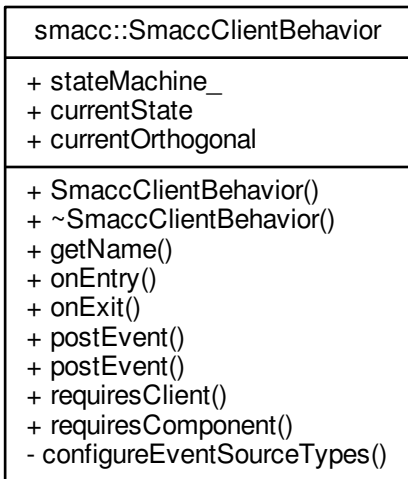 smacc::SmaccClientBehavior
+ stateMachine_
+ currentState
+ currentOrthogonal
+ SmaccClientBehavior()
+ ~SmaccClientBehavior()
+ getName()
+ onEntry()
+ onExit()
+ postEvent()
+ postEvent()
+ requiresClient()
+ requiresComponent()
- configureEventSourceTypes()